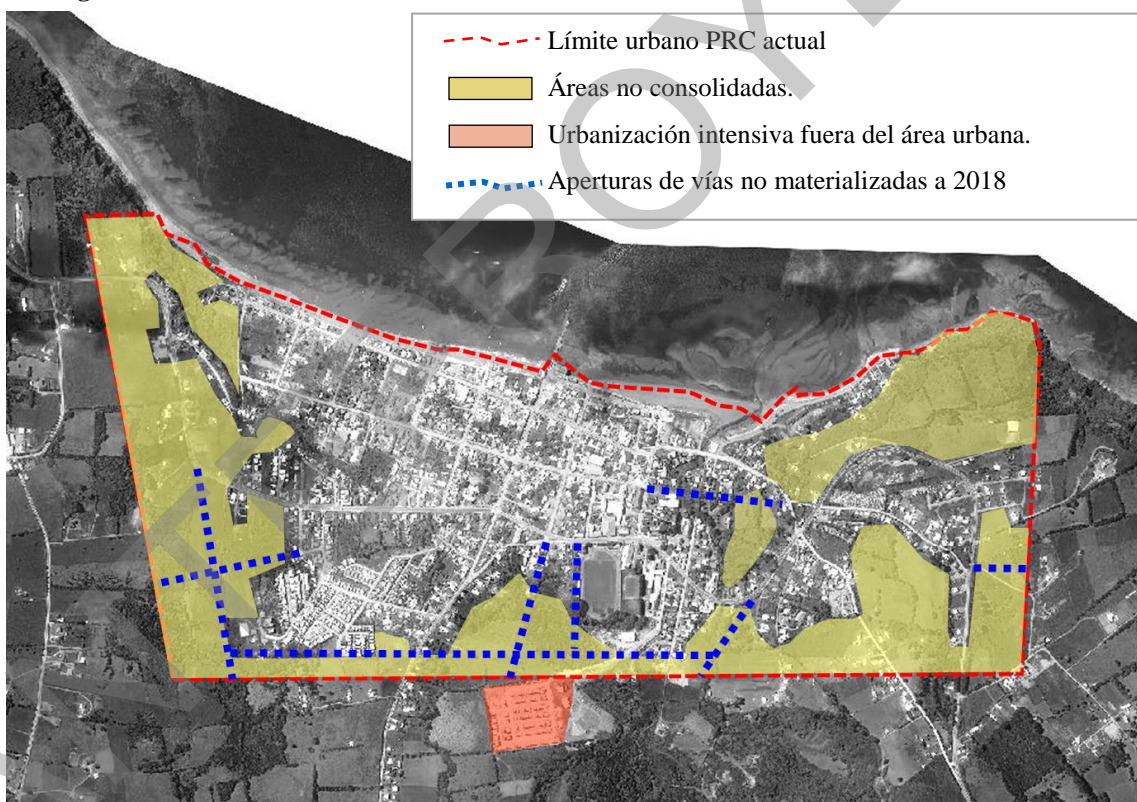 Límite urbano PRC actual
Áreas no consolidadas.
Urbanización intensiva fuera del área urbana.
Aperturas de vías no materializadas a 2018